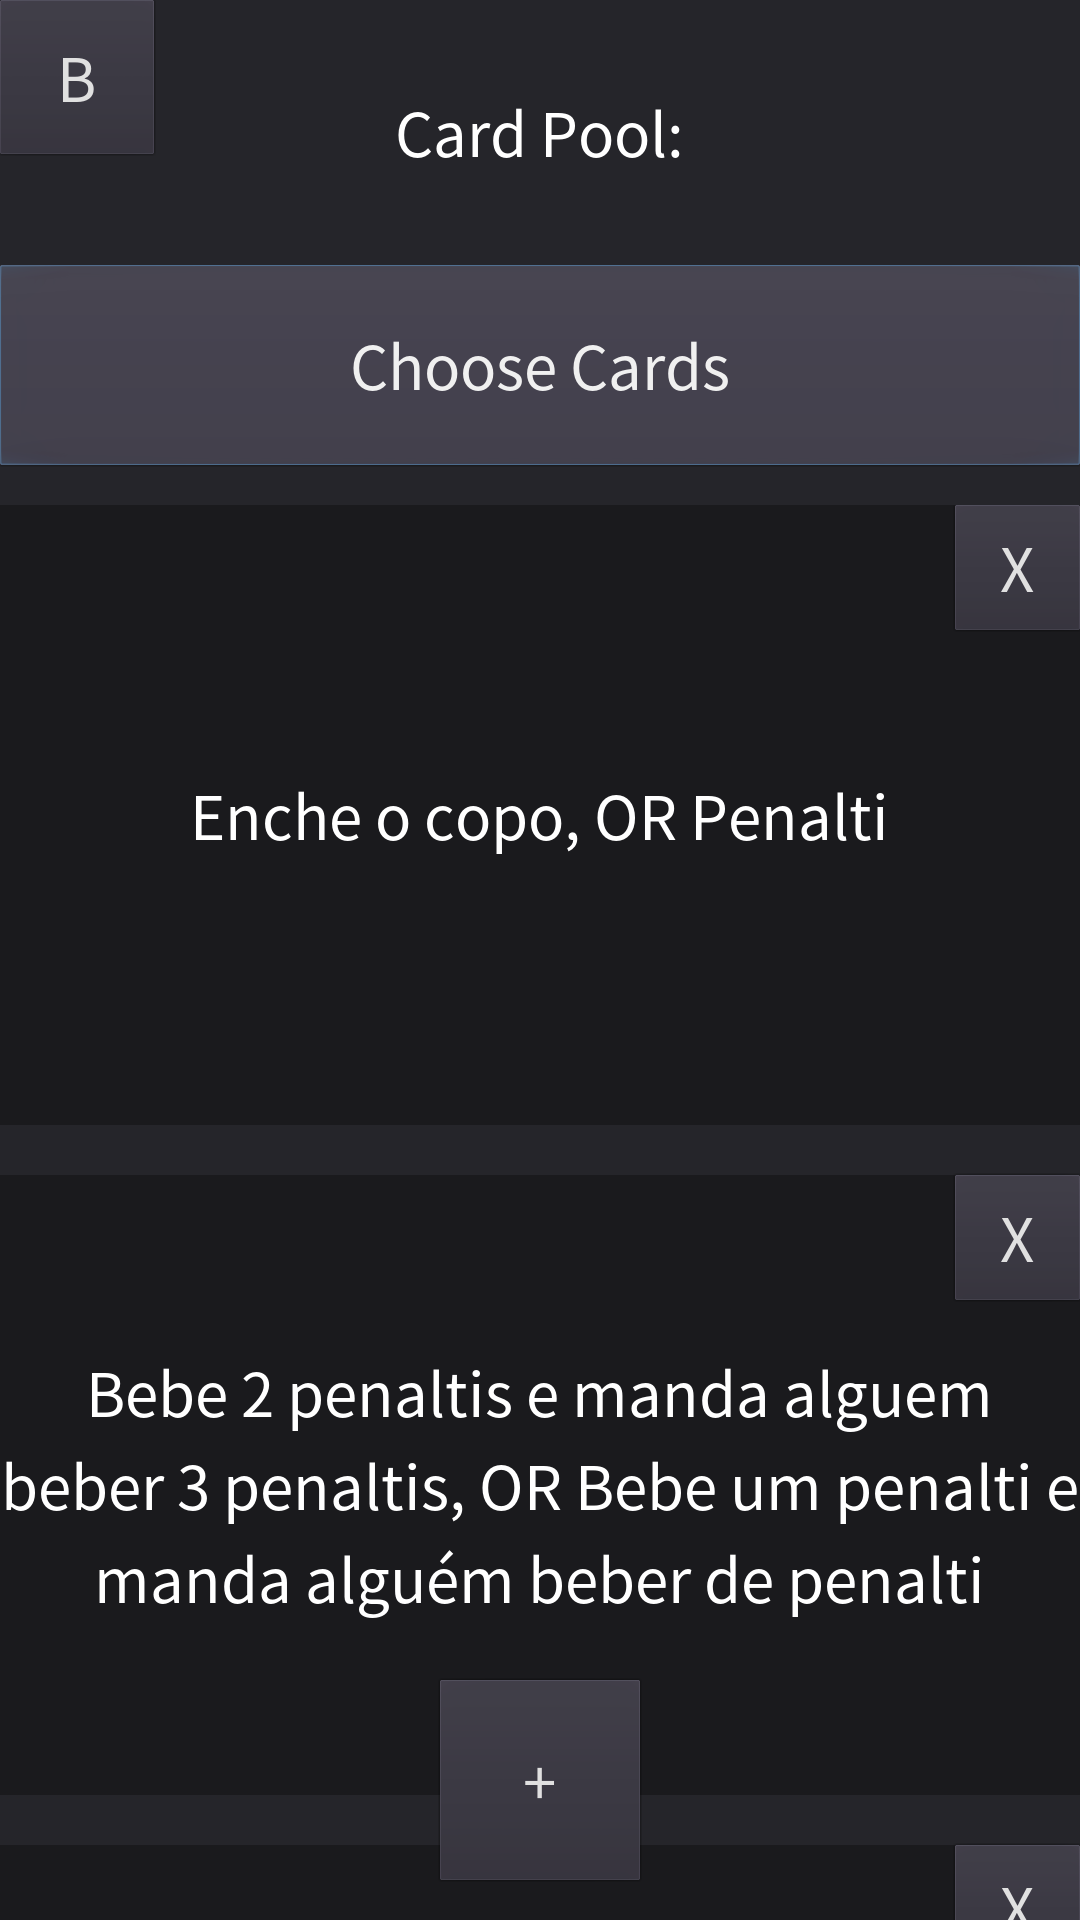 B
Card Pool:
Choose Cards
X
Enche o copo, OR Penalti
X
Bebe 2 penaltis e manda alguem
beber 3 penaltis, OR Bebe um penalti e
manda alguém beber de penalti
+
X